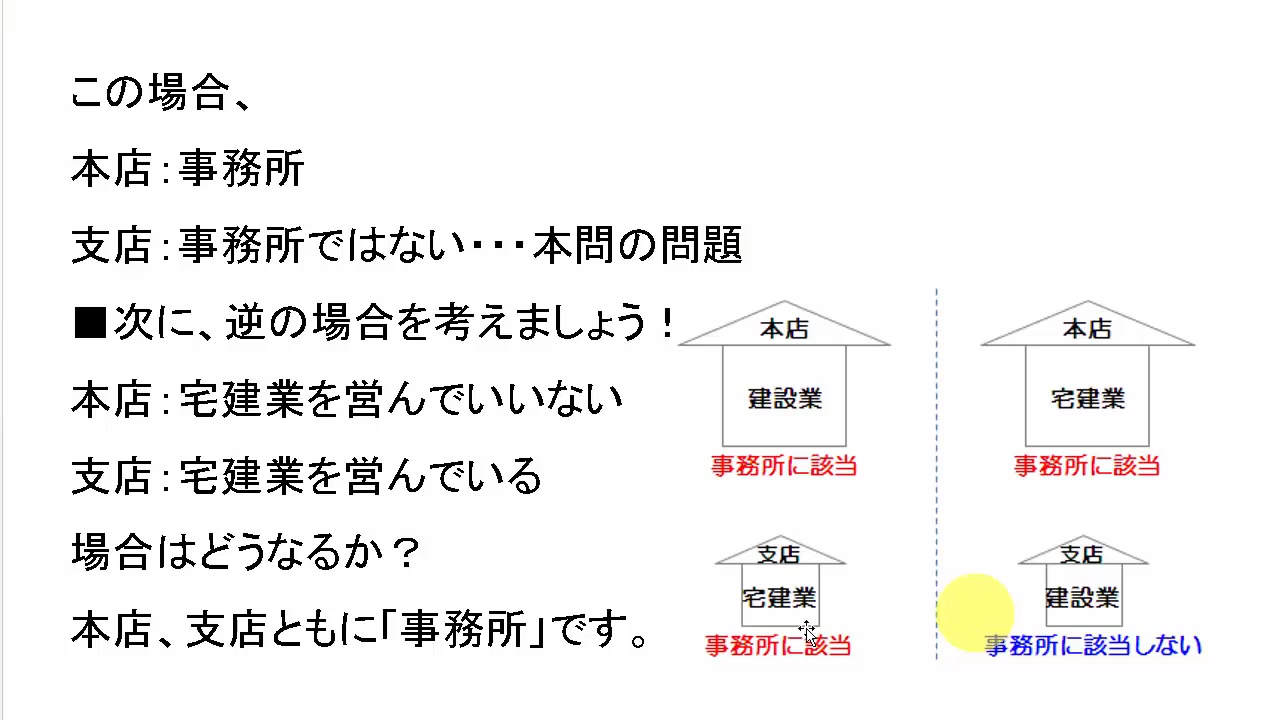 この場合、
本店：事務所
支店：事務所ではない・・・本問の問題
■次に、逆の場合を考えましょう！
本店：宅建業を営んでいいない
支店：宅建業を営んでいる
場合はどうなるか？
本店、支店ともに「事務所」です。
本店
建設業
事務所に該当
支店
宅建業
事務所に該当
本店
宅建業
事務所に該当
支店
建設業
事務所に該当しない